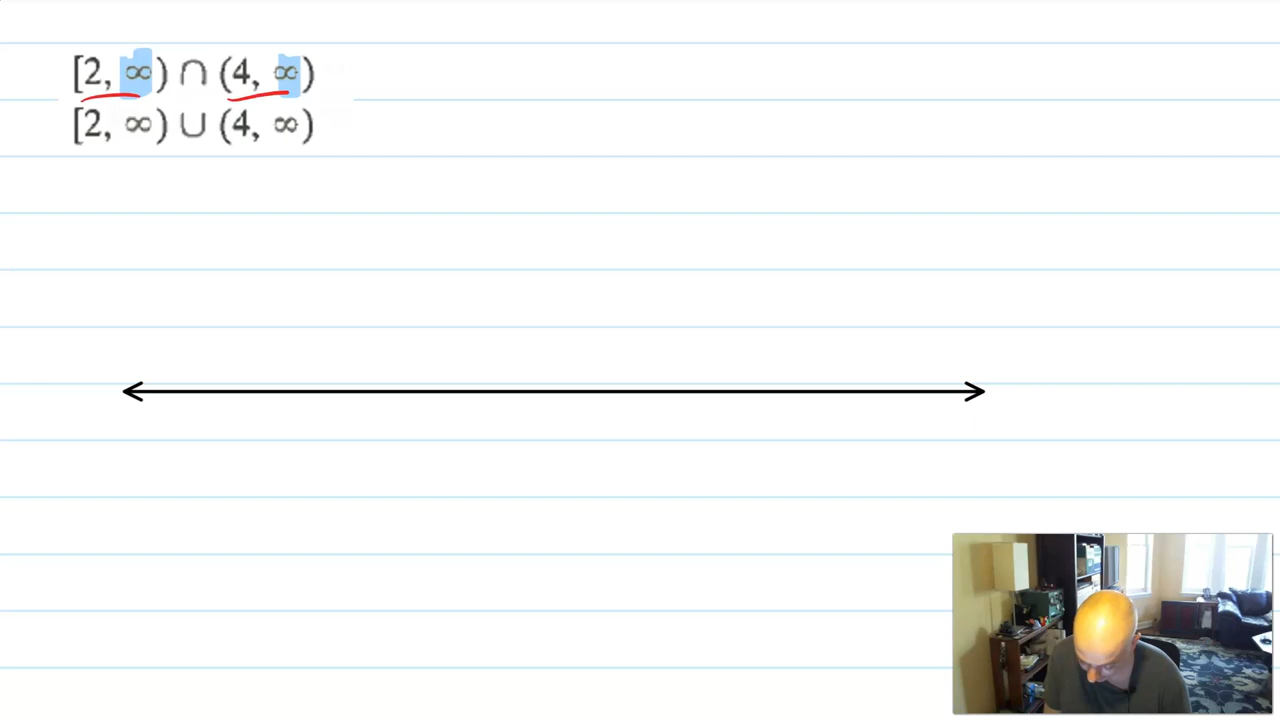 [2, ∞) ∩ (4, ∞)
[2, ∞) ∪ (4, ∞)